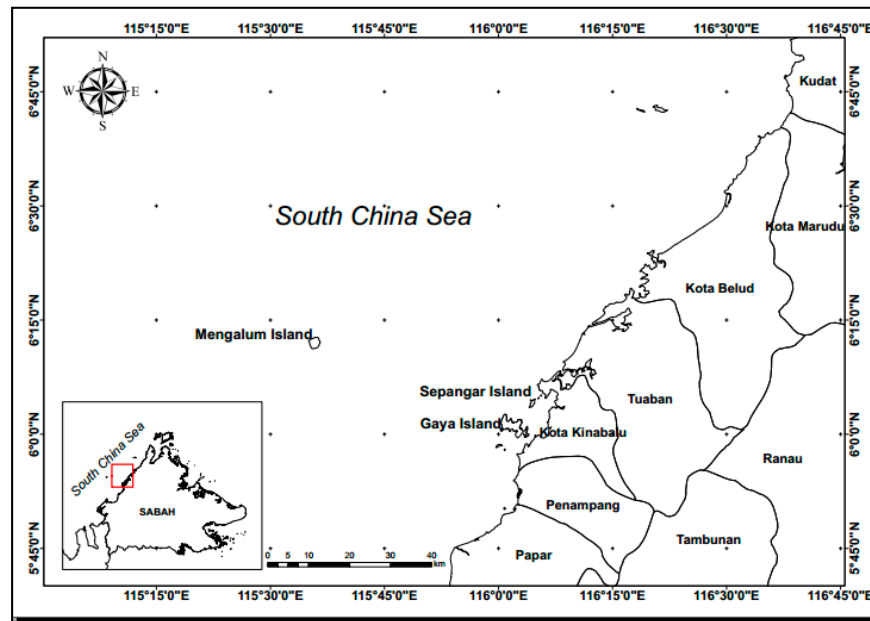 115°15'0"E 115°30'0"E 115°45'0"E 116°0'0"E 116°15'0"E 116°30'0"E 116°45'0"E
N
W E
S
Kudat
6°45'0"N 6°45'0"N
6°30'0"N 6°30'0"N
South China Sea
Kota Marudu
Kota Belud
6°15'0"N 6°15'0"N
Mengalum Island
Sepangar Island
Tuaban
Gaya Island
Kota Kinabalu
6°0'0"N 6°0'0"N
Ranau
South China Sea
SABAH
Penampang
Tambunan
Papar
5°45'0"N 5°45'0"N
0 5 10 20 30 40
km
115°15'0"E 115°30'0"E 115°45'0"E 116°0'0"E 116°15'0"E 116°30'0"E 116°45'0"E